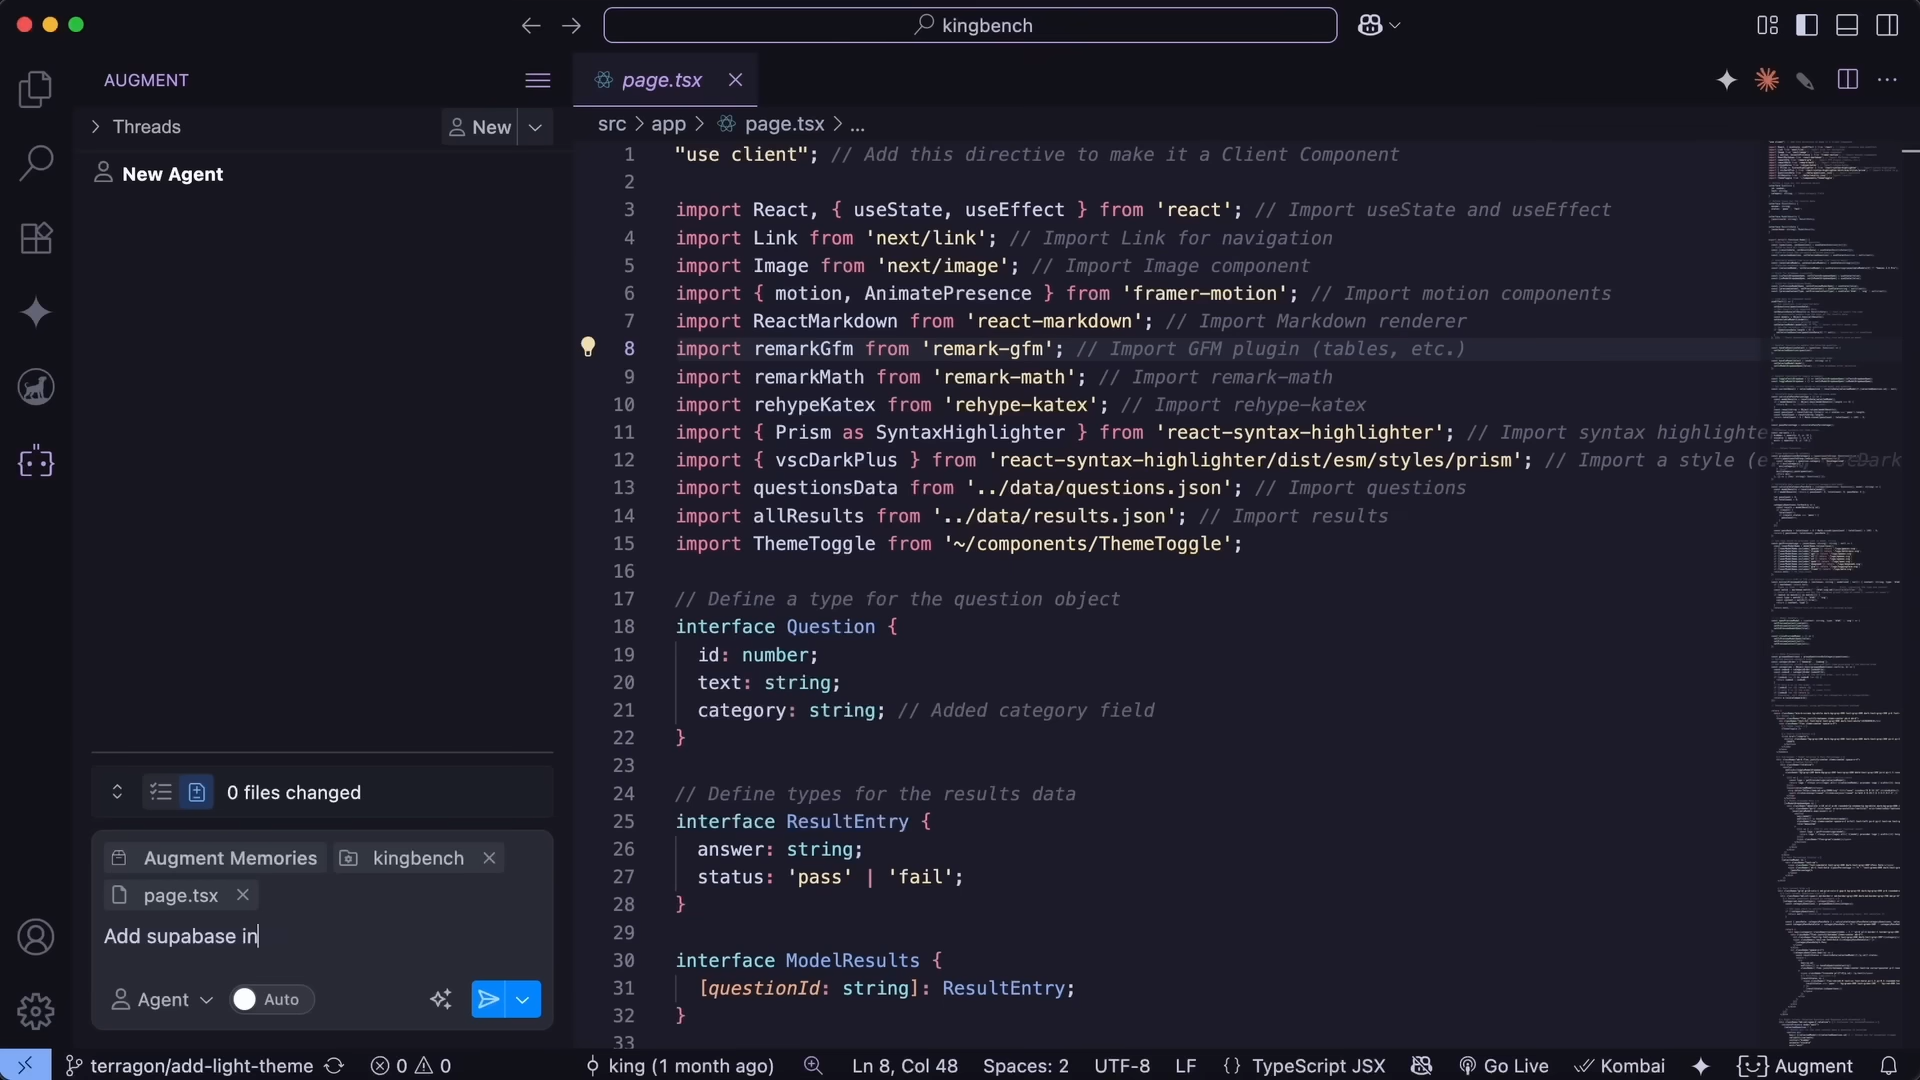 kingbench
AUGMENT
Threads
New
New Agent
0 files changed
Augment Memories
kingbench
page.tsx
Add supabase in
Agent
Auto
page.tsx
src > app > page.tsx > ...
1 "use client"; // Add this directive to make it a Client Component
2
3 import React, { useState, useEffect } from 'react'; // Import useState and useEffect
4 import Link from 'next/link'; // Import Link for navigation
5 import Image from 'next/image'; // Import Image component
6 import { motion, AnimatePresence } from 'framer-motion'; // Import motion components
7 import ReactMarkdown from 'react-markdown'; // Import Markdown renderer
8 import remarkGfm from 'remark-gfm'; // Import GFM plugin (tables, etc.)
9 import remarkMath from 'remark-math'; // Import remark-math
10 import rehypeKatex from 'rehype-katex'; // Import rehype-katex
11 import { Prism as SyntaxHighlighter } from 'react-syntax-highlighter'; // Import syntax highlighte
12 import { vscDarkPlus } from 'react-syntax-highlighter/dist/esm/styles/prism'; // Import a style (e. vscDark
13 import questionsData from '../data/questions.json'; // Import questions
14 import allResults from '../data/results.json'; // Import results
15 import ThemeToggle from '~/components/ThemeToggle';
16
17 // Define a type for the question object
18 interface Question {
19 id: number;
20 text: string;
21 category: string; // Added category field
22 }
23
24 // Define types for the results data
25 interface ResultEntry {
26 answer: string;
27 status: 'pass' | 'fail';
28 }
29
30 interface ModelResults {
31 [questionId: string]: ResultEntry;
32 }
33
terragon/add-light-theme 0 0 king (1 month ago) Ln 8, Col 48 Spaces: 2 UTF-8 LF {} TypeScript JSX Go Live Kombai Augment